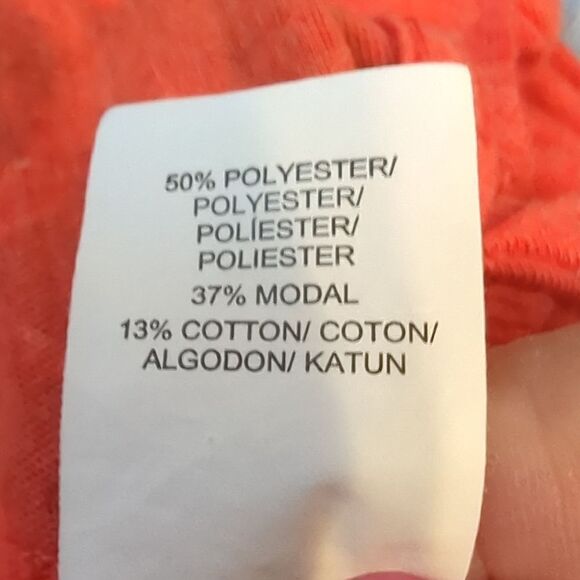 50% POLYESTER/
POLYESTER/
POLÍESTER/
POLIESTER
37% MODAL
13% COTTON/ COTON/
ALGODON/ KATUN